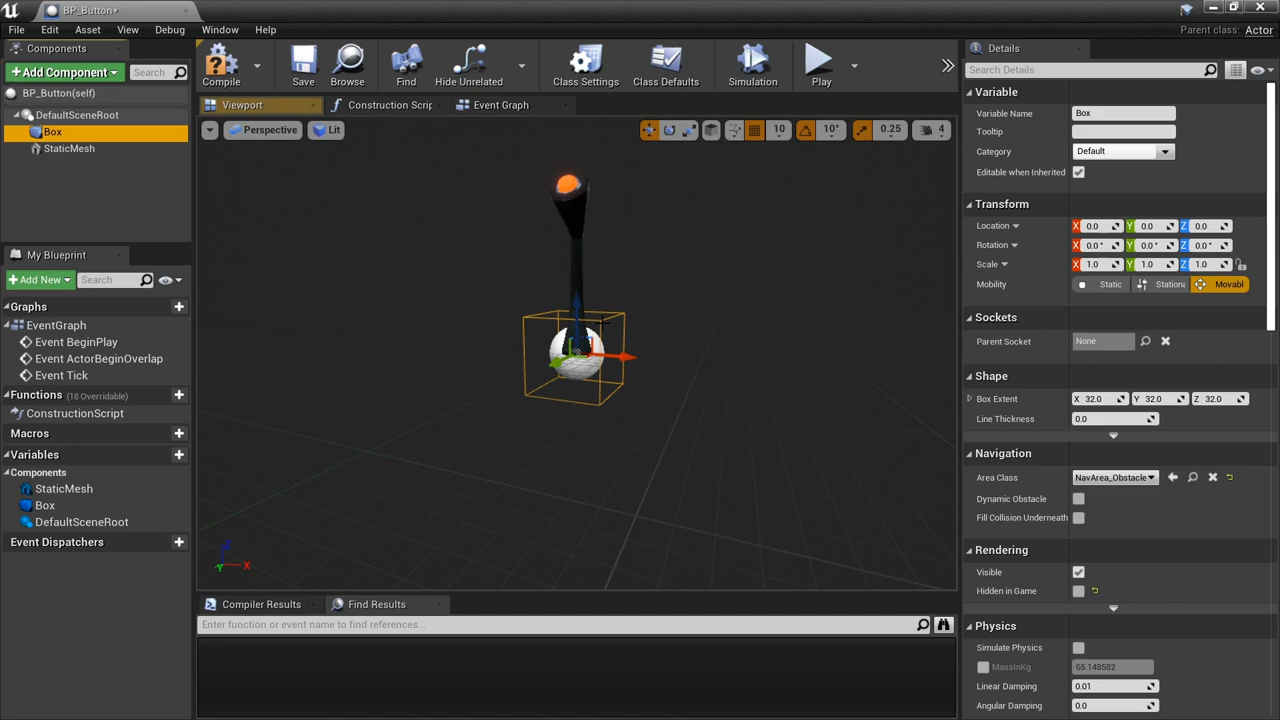 BP_Button*
File Edit Asset View Debug Window Help
Parent class: Actor
Components
Add Component Search
BP_Button(self)
DefaultSceneRoot
Box
StaticMesh
My Blueprint
Add New Search
Graphs
EventGraph
Event BeginPlay
Event ActorBeginOverlap
Event Tick
Functions (18 Overridable)
ConstructionScript
Macros
Variables
Components
StaticMesh
Box
DefaultSceneRoot
Event Dispatchers
Compile Save Browse Find Hide Unrelated Class Settings Class Defaults Simulation Play
Viewport Construction Scrip Event Graph
Perspective Lit 10 10° 0.25 4
Z X Y
Compiler Results Find Results
Enter function or event name to find references...
Details
Search Details
Variable
Variable Name Box
Tooltip
Category Default
Editable when Inherited
Transform
Location X 0.0 Y 0.0 Z 0.0
Rotation X 0.0° Y 0.0° Z 0.0°
Scale X 1.0 Y 1.0 Z 1.0
Mobility Static Stationa Movabl
Sockets
Parent Socket None
Shape
Box Extent X 32.0 Y 32.0 Z 32.0
Line Thickness 0.0
Navigation
Area Class NavArea_Obstacle
Dynamic Obstacle
Fill Collision Underneath
Rendering
Visible
Hidden in Game
Physics
Simulate Physics
MassInKg 65.148582
Linear Damping 0.01
Angular Damping 0.0